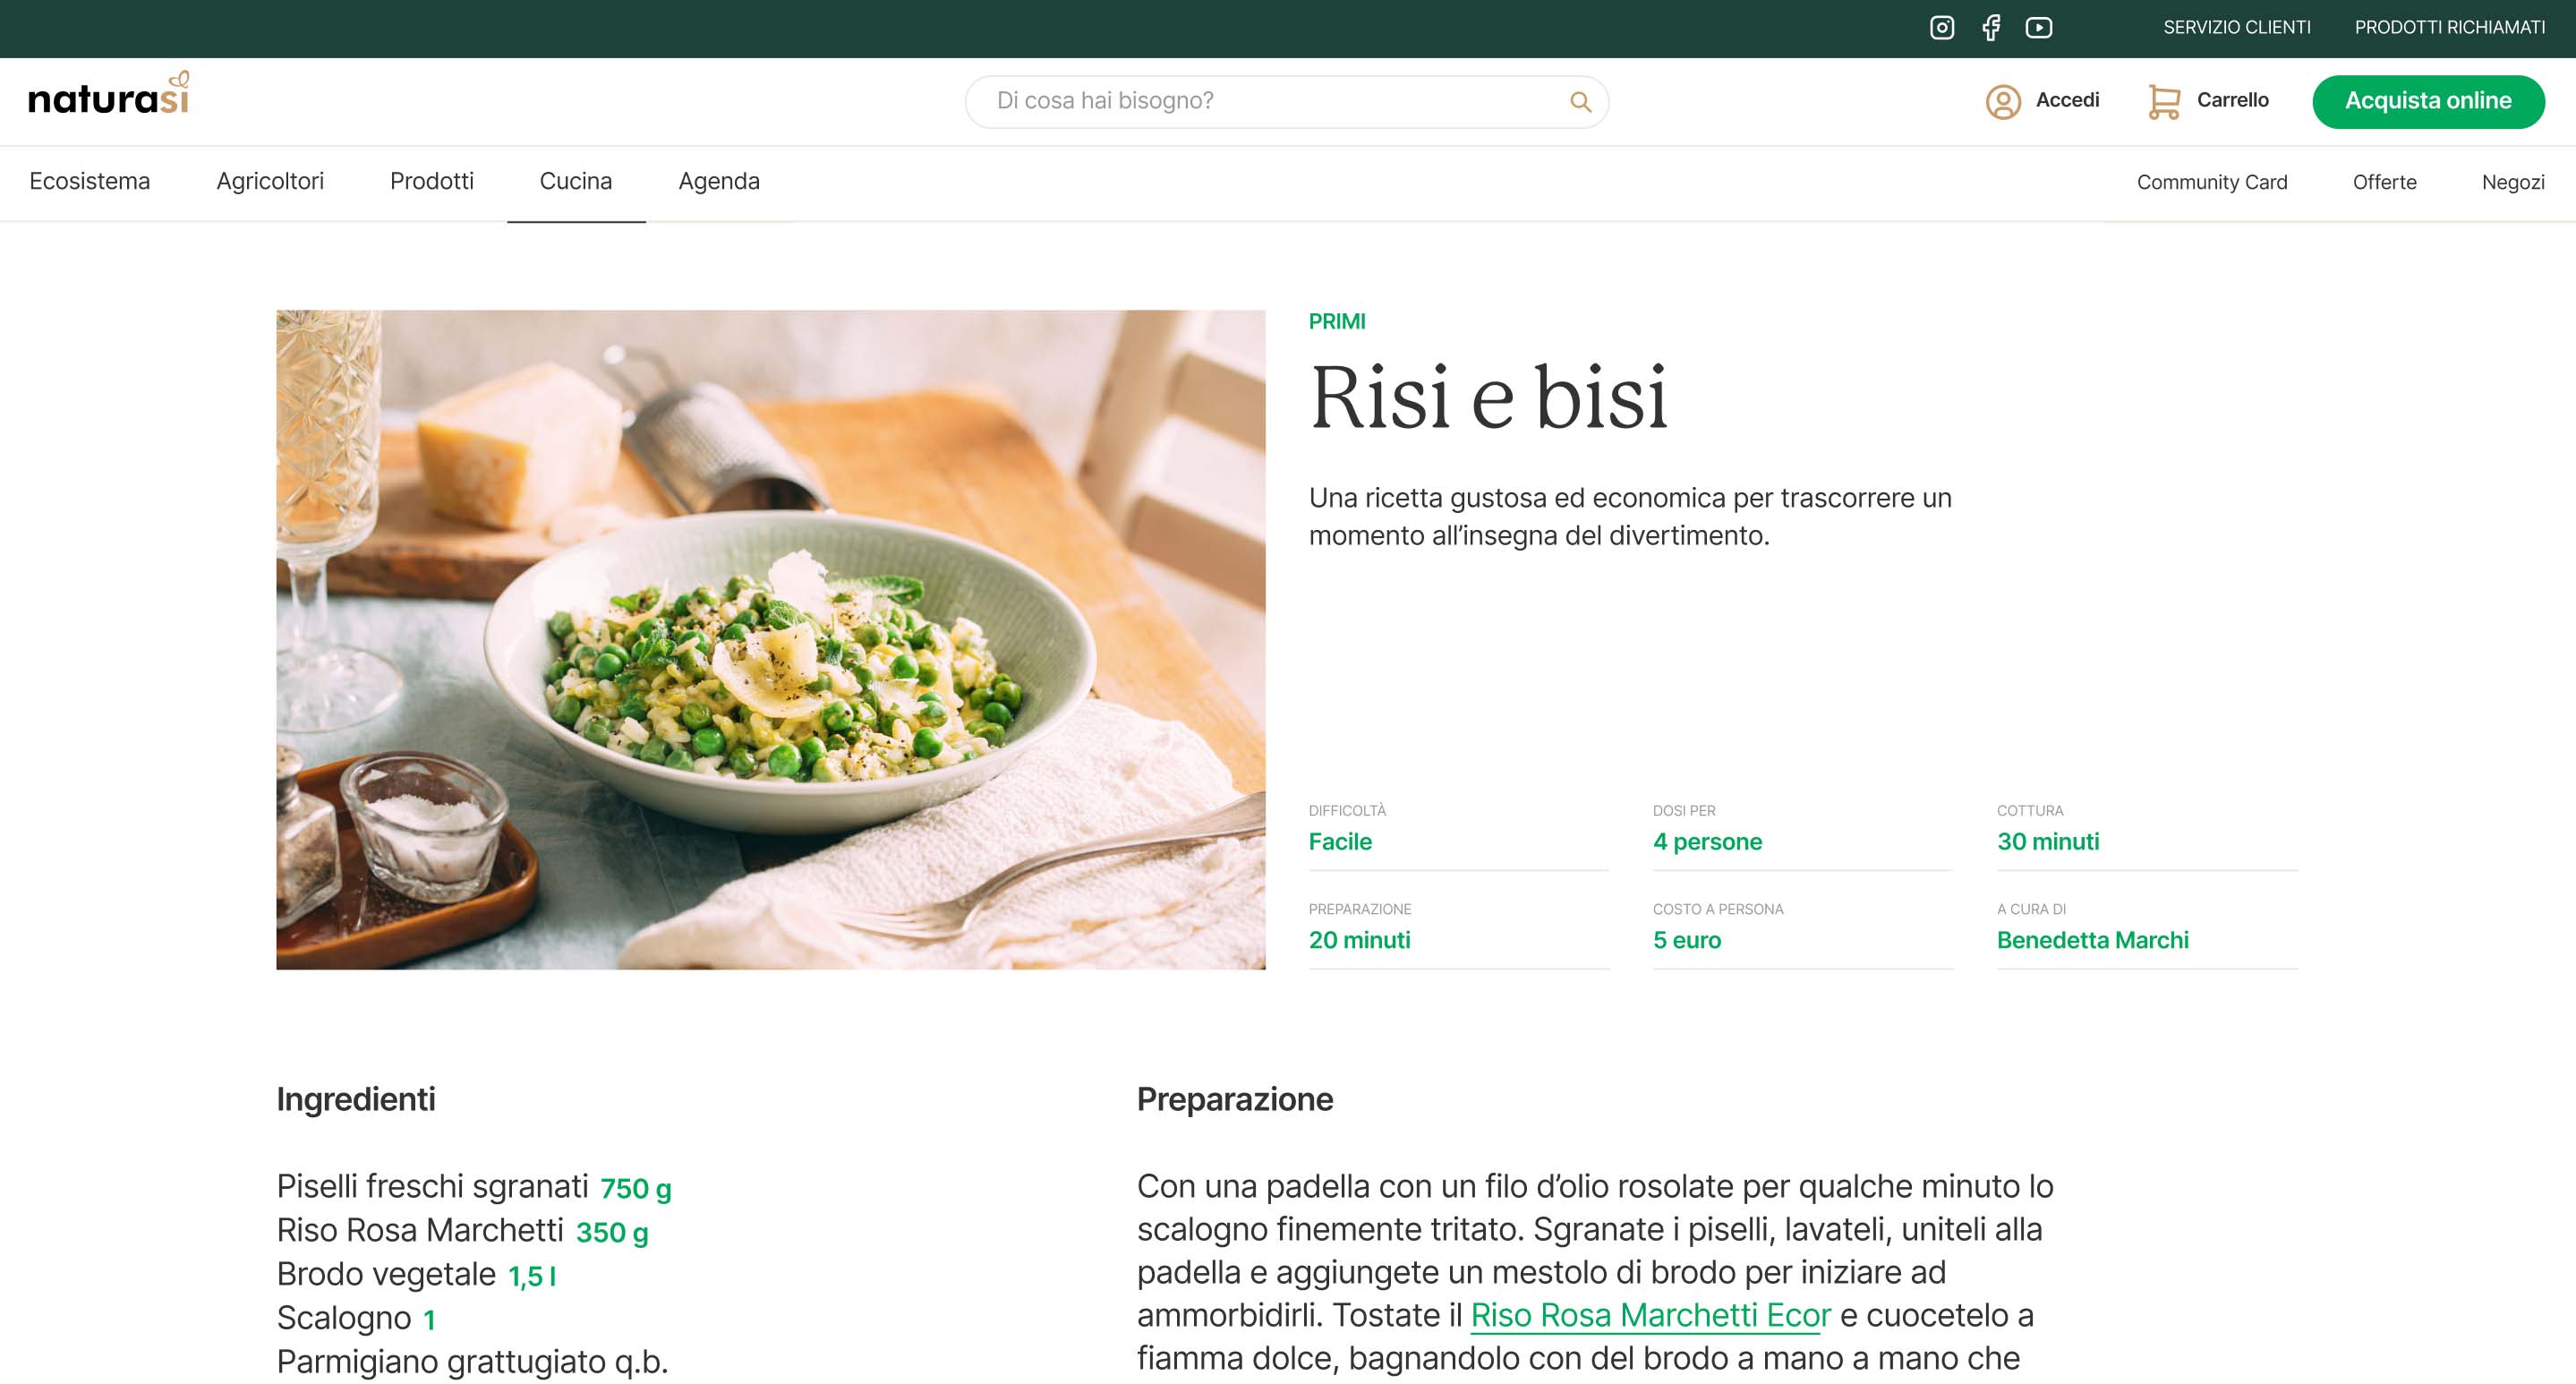 SERVIZIO CLIENTI PRODOTTI RICHIAMATI
naturasì
Di cosa hai bisogno?
Accedi
Carrello
Acquista online
Ecosistema Agricoltori Prodotti Cucina Agenda
Community Card Offerte Negozi
PRIMI
Risi e bisi
Una ricetta gustosa ed economica per trascorrere un
momento all’insegna del divertimento.
DIFFICOLTÀ
Facile
DOSI PER
4 persone
COTTURA
30 minuti
PREPARAZIONE
20 minuti
COSTO A PERSONA
5 euro
A CURA DI
Benedetta Marchi
Ingredienti
Piselli freschi sgranati 750 g
Riso Rosa Marchetti 350 g
Brodo vegetale 1,5 l
Scalogno 1
Parmigiano grattugiato q.b.
Preparazione
Con una padella con un filo d’olio rosolate per qualche minuto lo
scalogno finemente tritato. Sgranate i piselli, lavateli, uniteli alla
padella e aggiungete un mestolo di brodo per iniziare ad
ammorbidirli. Tostate il Riso Rosa Marchetti Ecor e cuocetelo a
fiamma dolce, bagnandolo con del brodo a mano a mano che